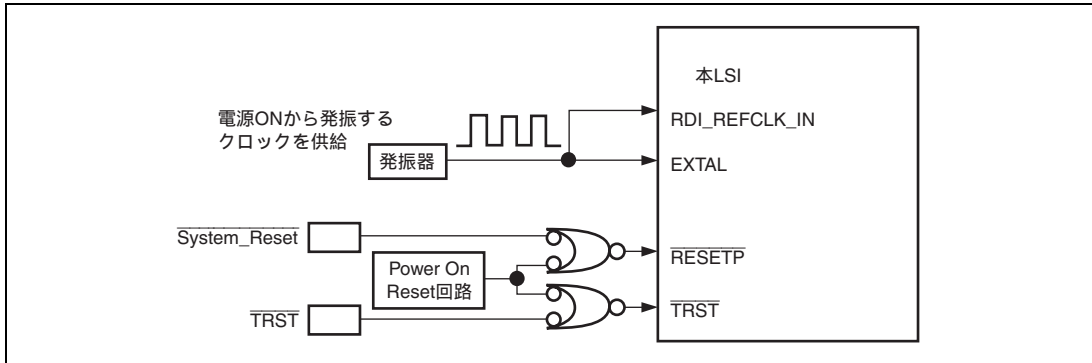 本LSI
電源ONから発振する
クロックを供給
発振器
RDI_REFCLK_IN
EXTAL
System_Reset
Power On
Reset回路
TRST
RESETP
TRST